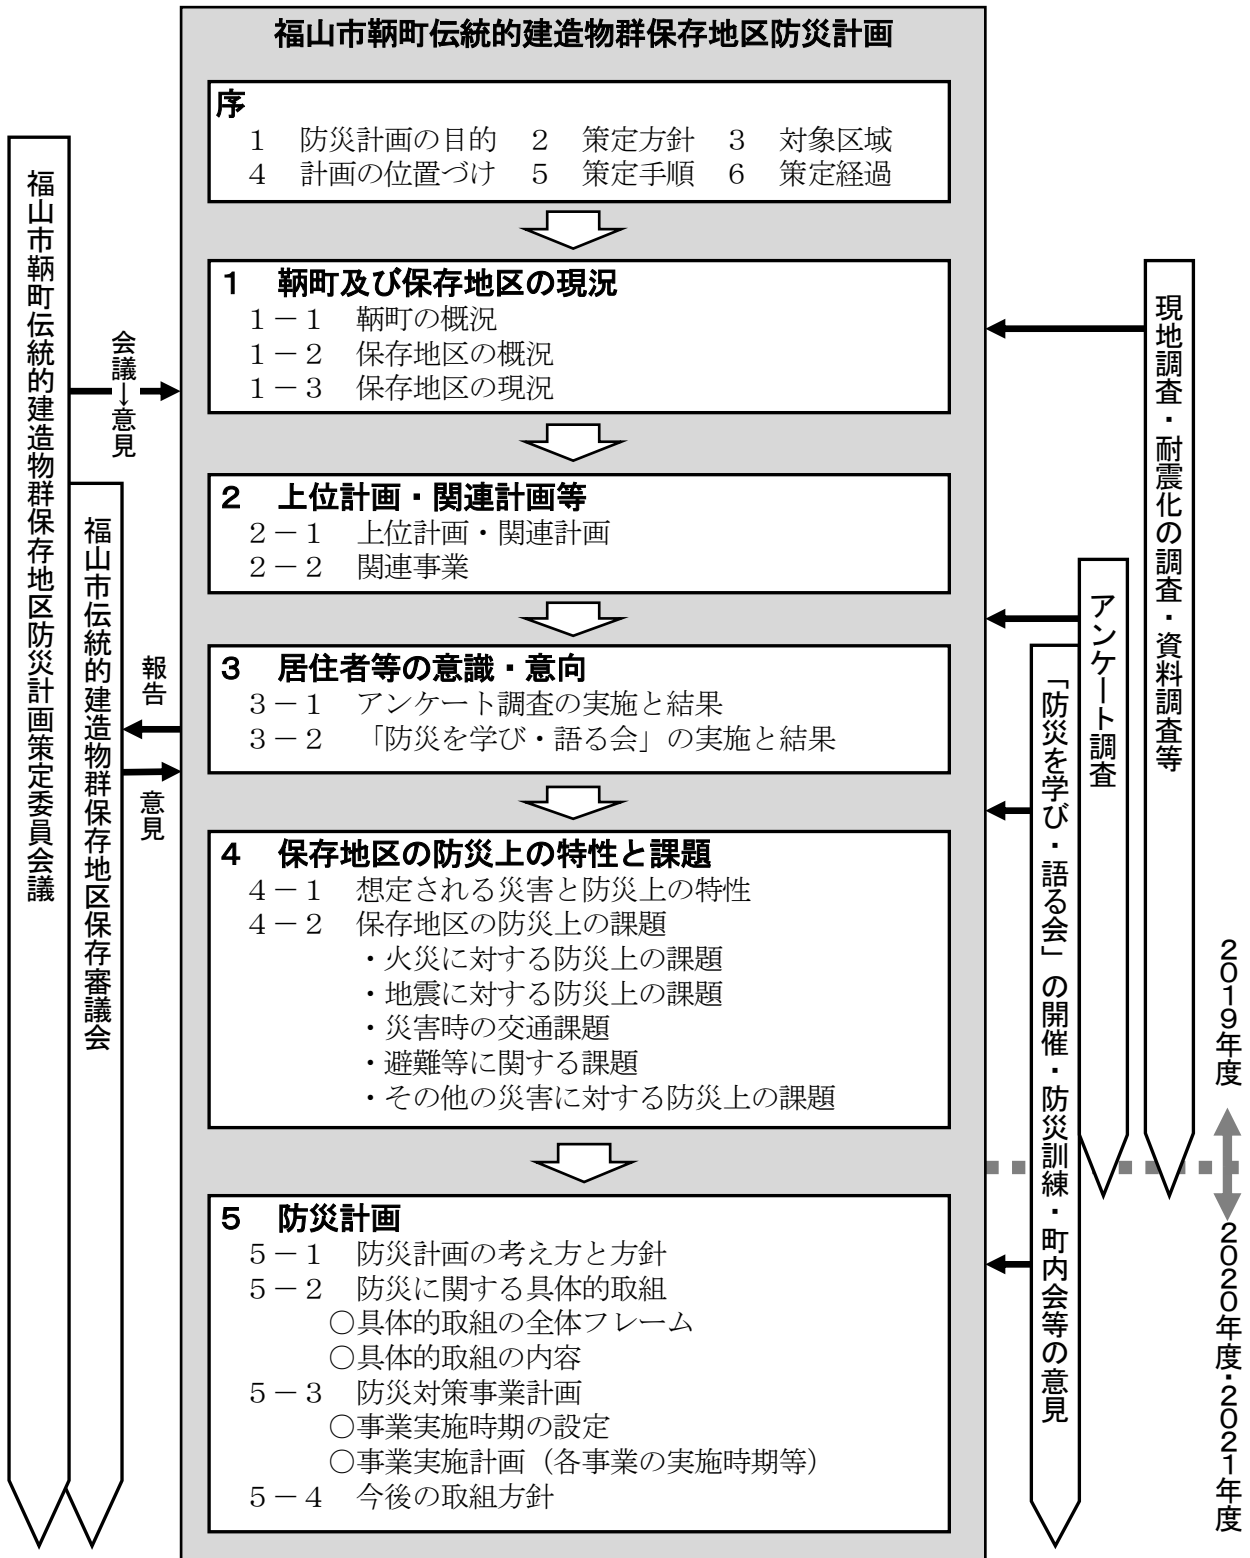 福山市鞆町伝統的建造物群保存地区防災計画
序
1 防災計画の目的 2 策定方針 3 対象区域
4 計画の位置づけ 5 策定手順 6 策定経過
1 鞆町及び保存地区の現況
1-1 鞆町の概況
1-2 保存地区の概況
1-3 保存地区の現況
2 上位計画・関連計画等
2-1 上位計画・関連計画
2-2 関連事業
3 居住者等の意識・意向
3-1 アンケート調査の実施と結果
3-2 「防災を学び・語る会」の実施と結果
4 保存地区の防災上の特性と課題
4-1 想定される災害と防災上の特性
4-2 保存地区の防災上の課題
・火災に対する防災上の課題
・地震に対する防災上の課題
・災害時の交通課題
・避難等に関する課題
・その他の災害に対する防災上の課題
5 防災計画
5-1 防災計画の考え方と方針
5-2 防災に関する具体的取組
○具体的取組の全体フレーム
○具体的取組の内容
5-3 防災対策事業計画
○事業実施時期の設定
○事業実施計画（各事業の実施時期等）
5-4 今後の取組方針
福山市鞆町伝統的建造物群保存地区防災計画策定委員会議
会議→意見
福山市伝統的建造物群保存地区保存審議会
報告
意見
現地調査・耐震化の調査・資料調査等
アンケート調査
「防災を学び・語る会」の開催・防災訓練・町内会等の意見
2019年度
2020年度・2021年度